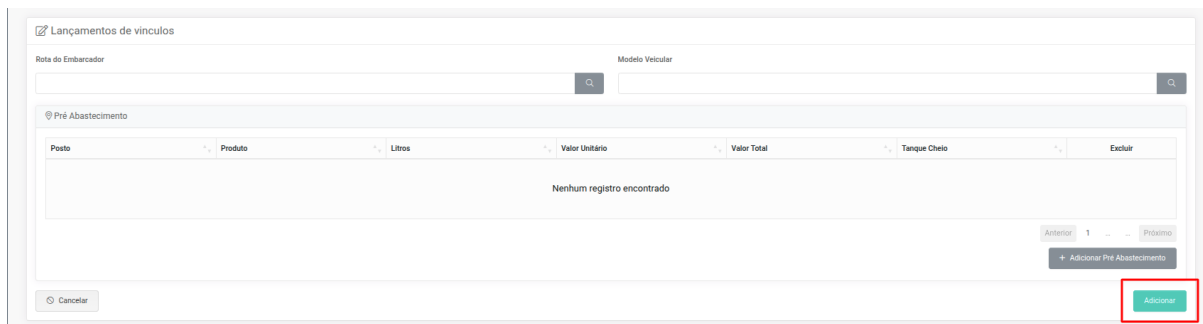 Lançamentos de vinculos
Rota do Embarcador Modelo Veicular
Pré Abastecimento
Posto Produto Litros Valor Unitário Valor Total Tanque Cheio Excluir
Nenhum registro encontrado
Anterior 1 ... ... Próximo
+ Adicionar Pré Abastecimento
Cancelar Adicionar